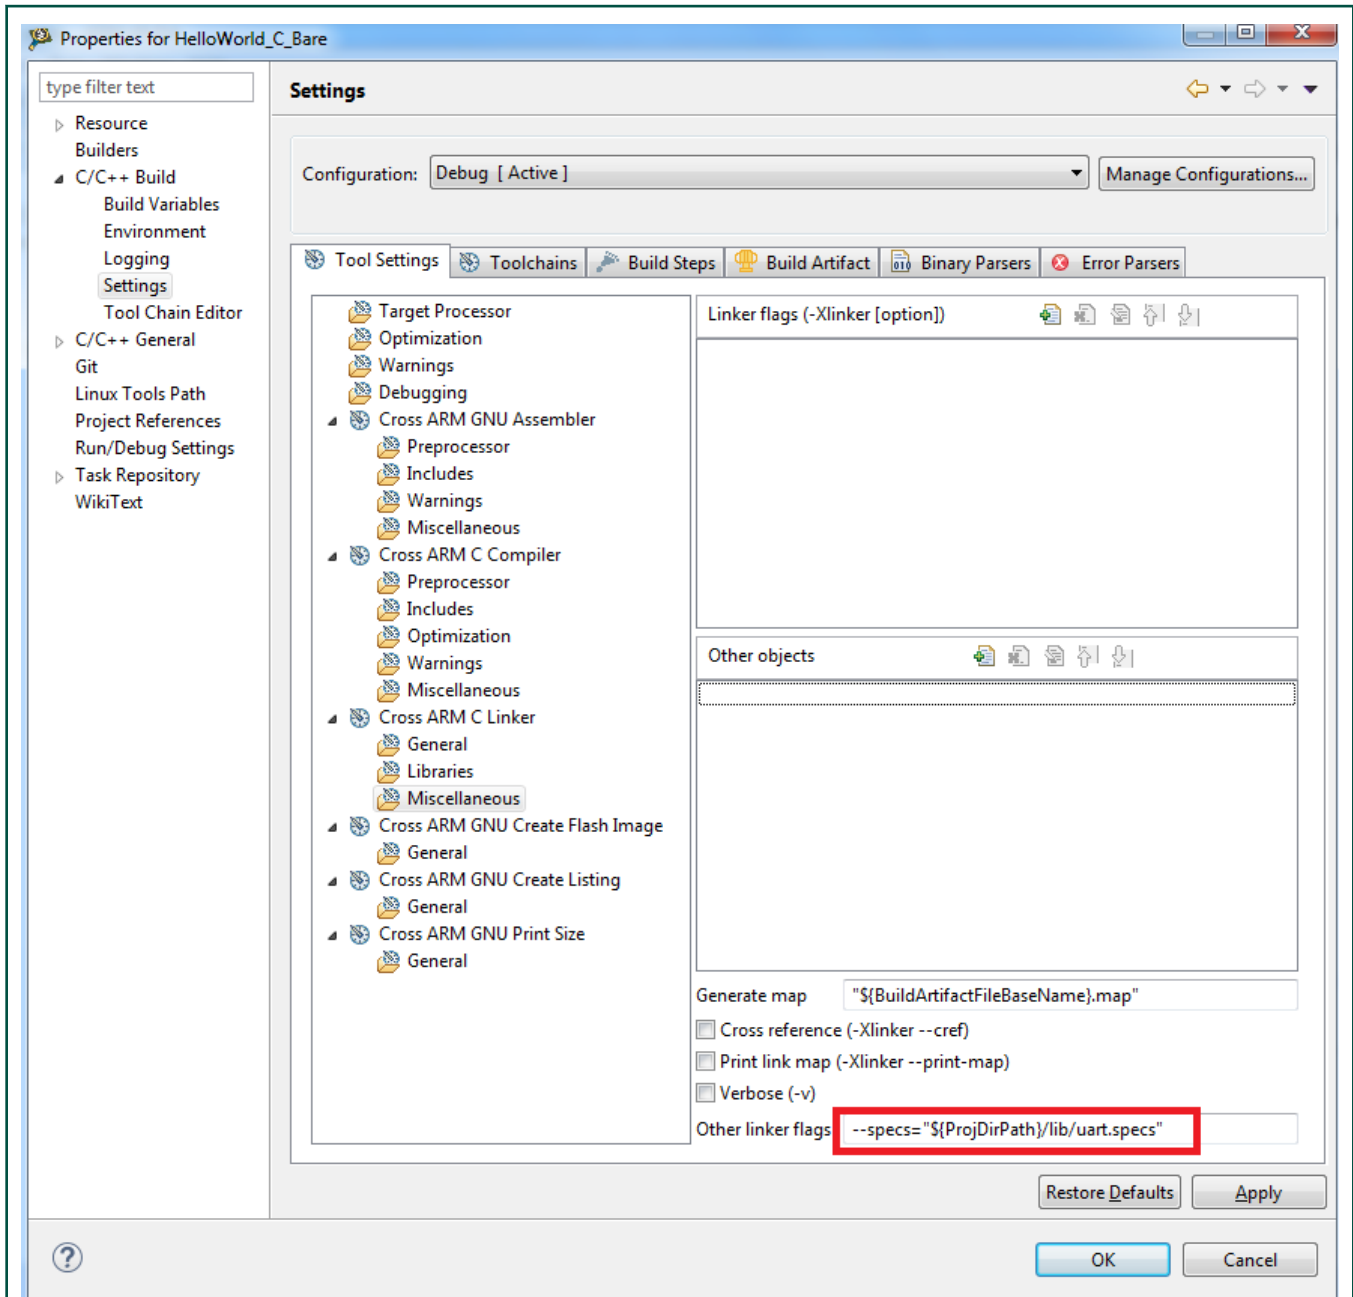 Properties for HelloWorld_C_Bare
type filter text
Resource
Builders
C/C++ Build
Build Variables
Environment
Logging
Settings
Tool Chain Editor
C/C++ General
Git
Linux Tools Path
Project References
Run/Debug Settings
Task Repository
WikiText
Settings
Configuration:
Debug [ Active ]
Manage Configurations...
Tool Settings
Toolchains
Build Steps
Build Artifact
Binary Parsers
Error Parsers
Target Processor
Optimization
Warnings
Debugging
Cross ARM GNU Assembler
Preprocessor
Includes
Warnings
Miscellaneous
Cross ARM C Compiler
Preprocessor
Includes
Optimization
Warnings
Miscellaneous
Cross ARM C Linker
General
Libraries
Miscellaneous
Cross ARM GNU Create Flash Image
General
Cross ARM GNU Create Listing
General
Cross ARM GNU Print Size
General
Linker flags (-Xlinker [option])
Other objects
Generate map "${BuildArtifactFileBaseName}.map"
Cross reference (-Xlinker --cref)
Print link map (-Xlinker --print-map)
Verbose (-v)
Other linker flags --specs="${ProjDirPath}/lib/uart.specs"
Restore Defaults
Apply
?
OK
Cancel